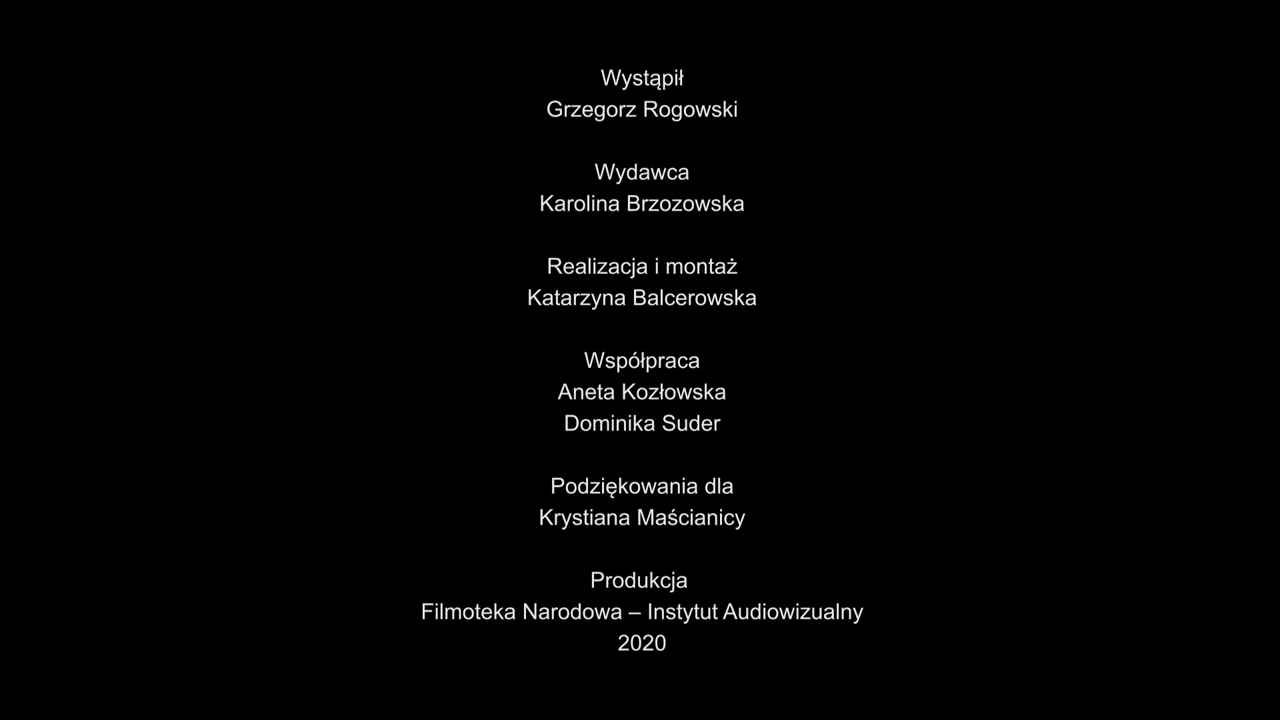 Wystąpił
Grzegorz Rogowski
Wydawca
Karolina Brzozowska
Realizacja i montaż
Katarzyna Balcerowska
Współpraca
Aneta Kozłowska
Dominika Suder
Podziękowania dla
Krystiana Maścianicy
Produkcja
Filmoteka Narodowa – Instytut Audiowizualny
2020